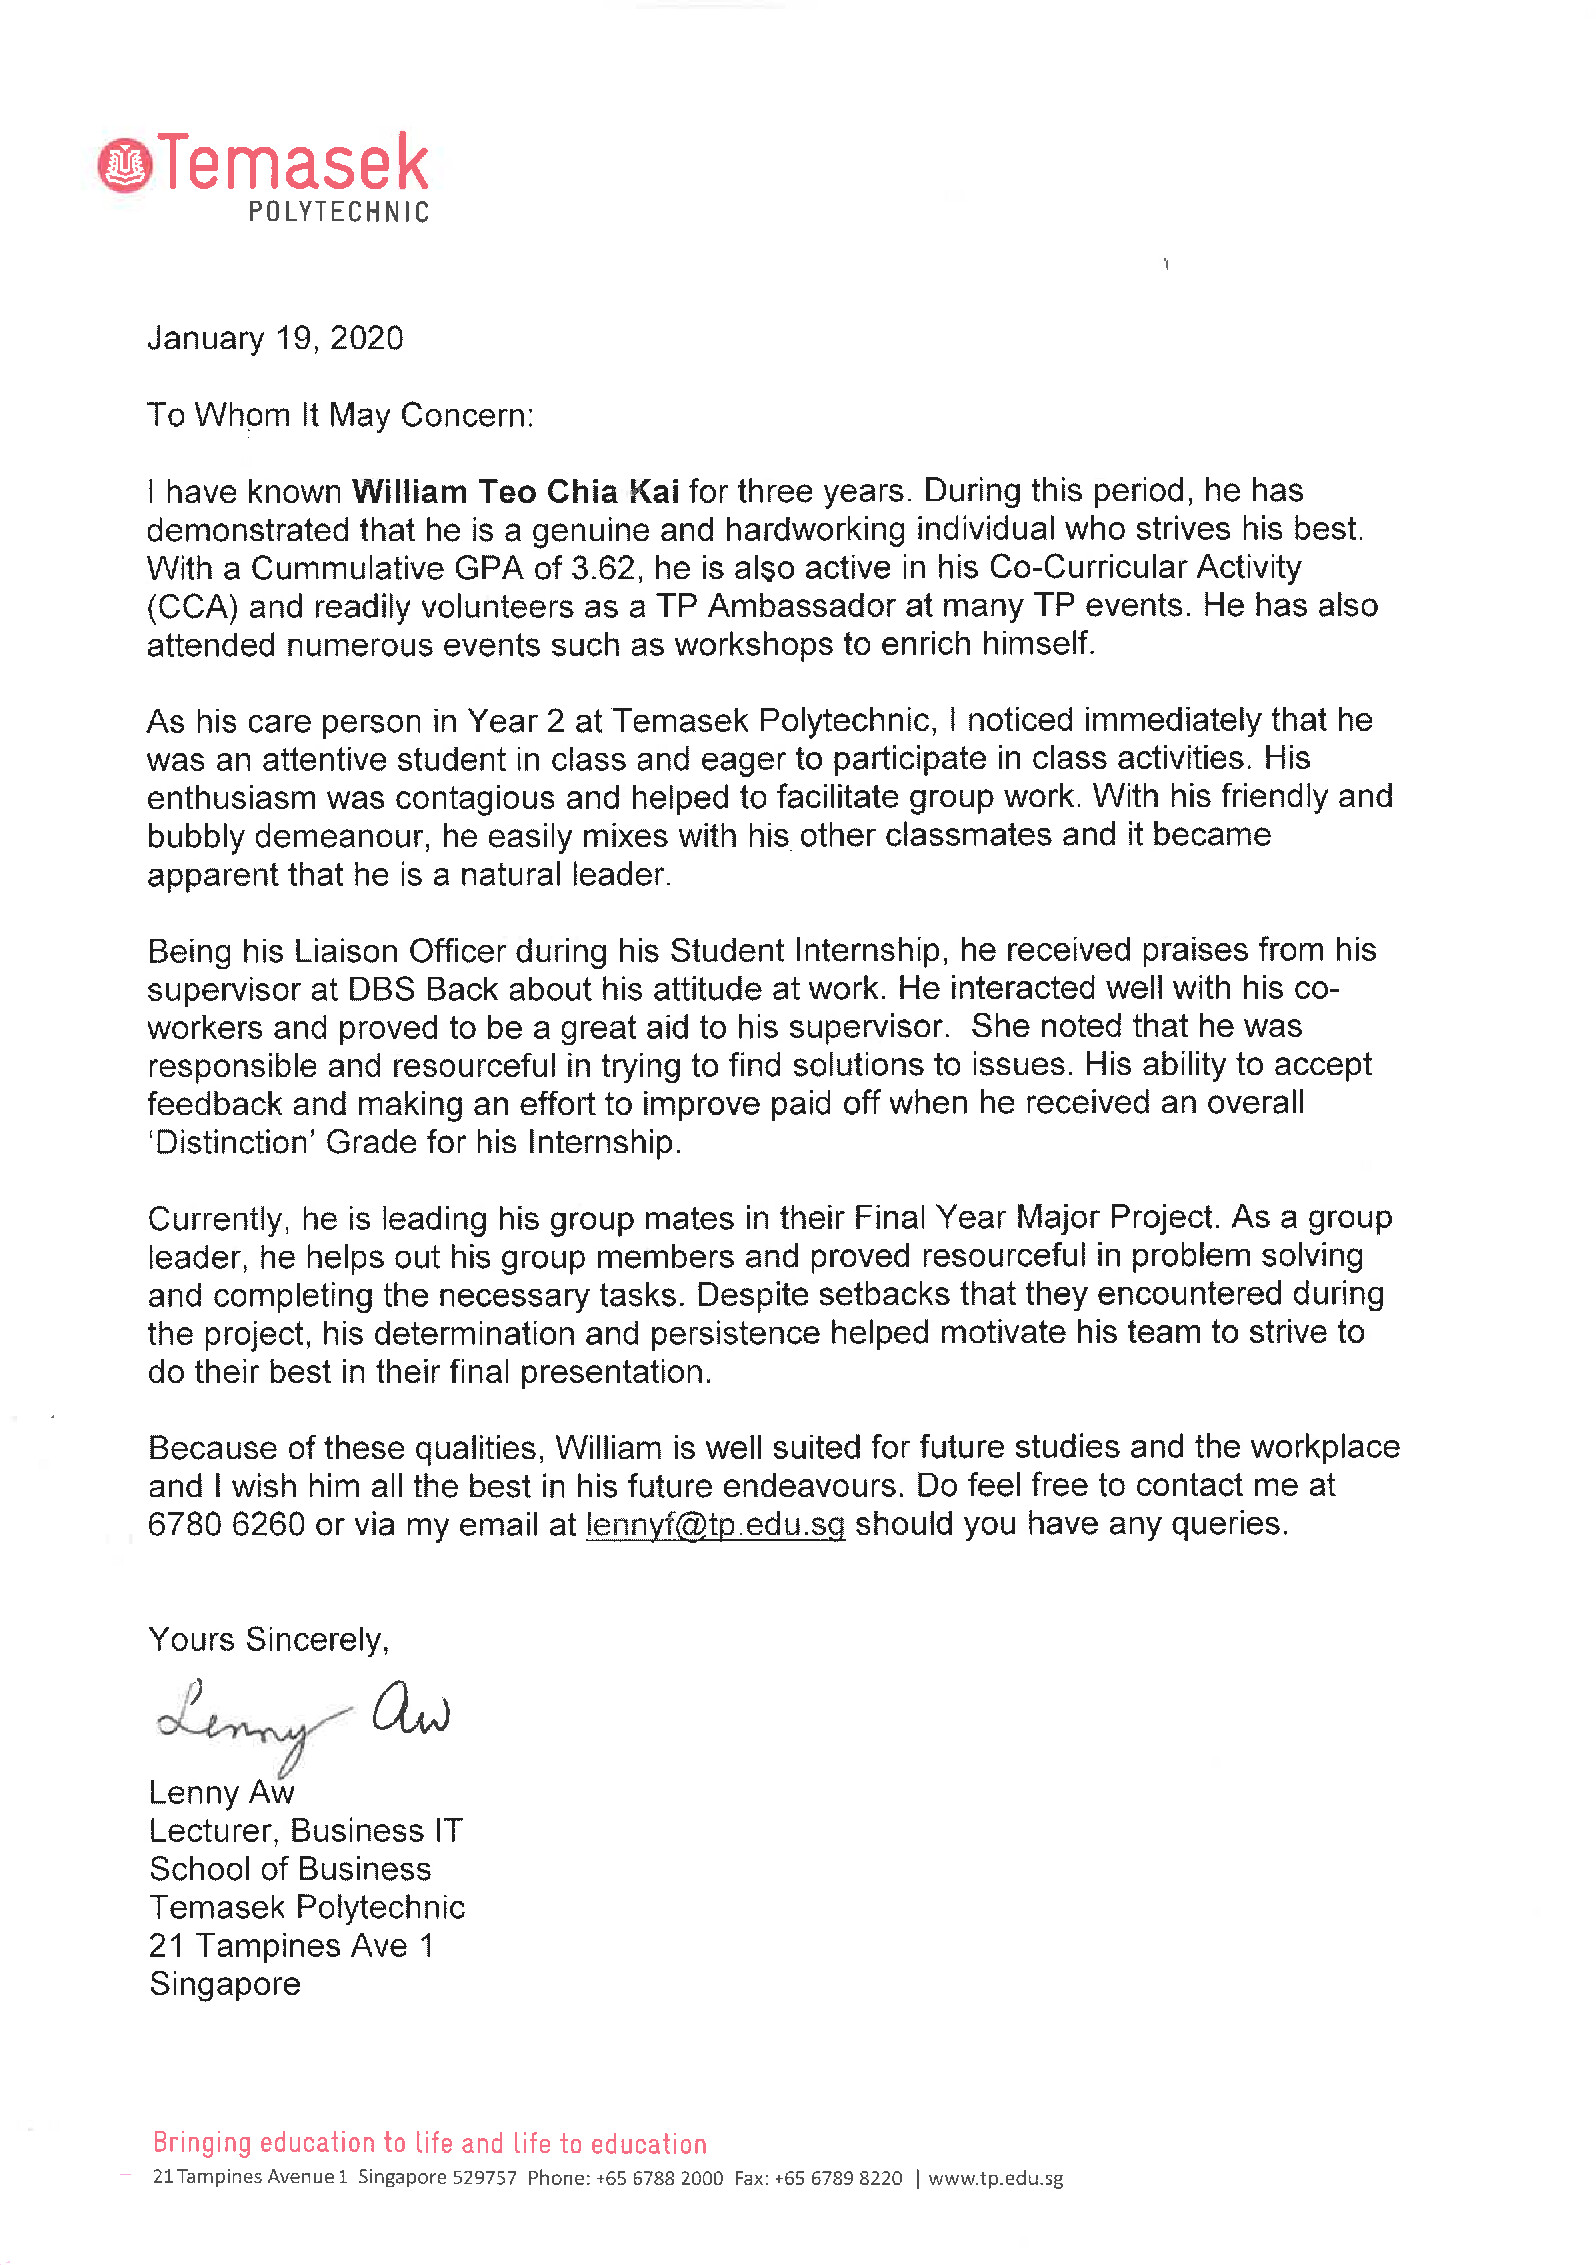 Temasek
POLYTECHNIC
January 19, 2020
To Whom It May Concern:
I have known William Teo Chia Kai for three years. During this period, he has
demonstrated that he is a genuine and hardworking individual who strives his best.
With a Cummulative GPA of 3.62, he is also active in his Co-Curricular Activity
(CCA) and readily volunteers as a TP Ambassador at many TP events. He has also
attended numerous events such as workshops to enrich himself.
As his care person in Year 2 at Temasek Polytechnic, I noticed immediately that he
was an attentive student in class and eager to participate in class activities. His
enthusiasm was contagious and helped to facilitate group work. With his friendly and
bubbly demeanour, he easily mixes with his other classmates and it became
apparent that he is a natural leader.
Being his Liaison Officer during his Student Internship, he received praises from his
supervisor at DBS Back about his attitude at work. He interacted well with his co-
workers and proved to be a great aid to his supervisor. She noted that he was
responsible and resourceful in trying to find solutions to issues. His ability to accept
feedback and making an effort to improve paid off when he received an overall
‘Distinction’ Grade for his Internship.
Currently, he is leading his group mates in their Final Year Major Project. As a group
leader, he helps out his group members and proved resourceful in problem solving
and completing the necessary tasks. Despite setbacks that they encountered during
the project, his determination and persistence helped motivate his team to strive to
do their best in their final presentation.
Because of these qualities, William is well suited for future studies and the workplace
and I wish him all the best in his future endeavours. Do feel free to contact me at
6780 6260 or via my email at lennyf@tp.edu.sg should you have any queries.
Yours Sincerely,
Lenny Aw
Lenny Aw
Lecturer, Business IT
School of Business
Temasek Polytechnic
21 Tampines Ave 1
Singapore
Bringing education to life and life to education
21 Tampines Avenue 1 Singapore 529757 Phone: +65 6788 2000 Fax: +65 6789 8220 | www.tp.edu.sg